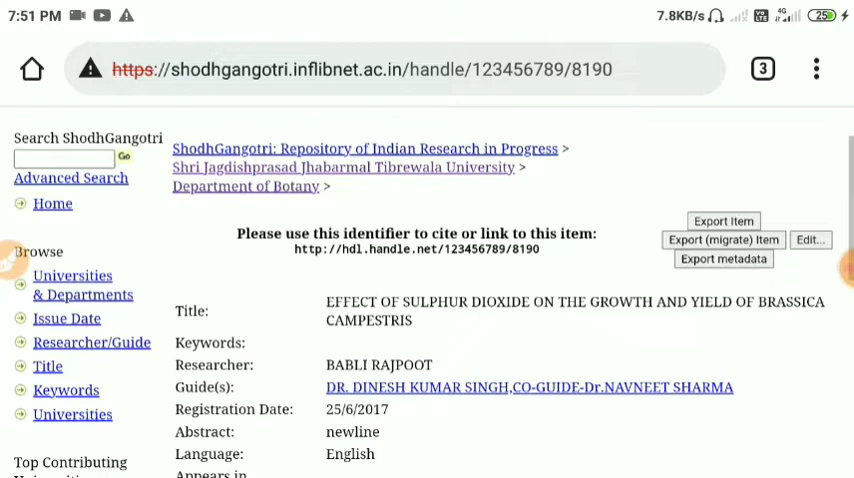 7:51 PM
7.8KB/s
4G
25
https://shodhgangotri.inflibnet.ac.in/handle/123456789/8190
3
Search ShodhGangotri
Go
Advanced Search
Home
Browse
Universities
& Departments
Issue Date
Researcher/Guide
Title
Keywords
Universities
Top Contributing
ShodhGangotri: Repository of Indian Research in Progress >
Shri Jagdishprasad Jhabarmal Tibrewala University >
Department of Botany >
Please use this identifier to cite or link to this item:
http://hdl.handle.net/123456789/8190
Export Item
Export (migrate) Item
Edit...
Export metadata
Title: EFFECT OF SULPHUR DIOXIDE ON THE GROWTH AND YIELD OF BRASSICA
CAMPESTRIS
Keywords:
Researcher: BABLI RAJPOOT
Guide(s): DR. DINESH KUMAR SINGH,CO-GUIDE-Dr.NAVNEET SHARMA
Registration Date: 25/6/2017
Abstract: newline
Language: English
Appears in